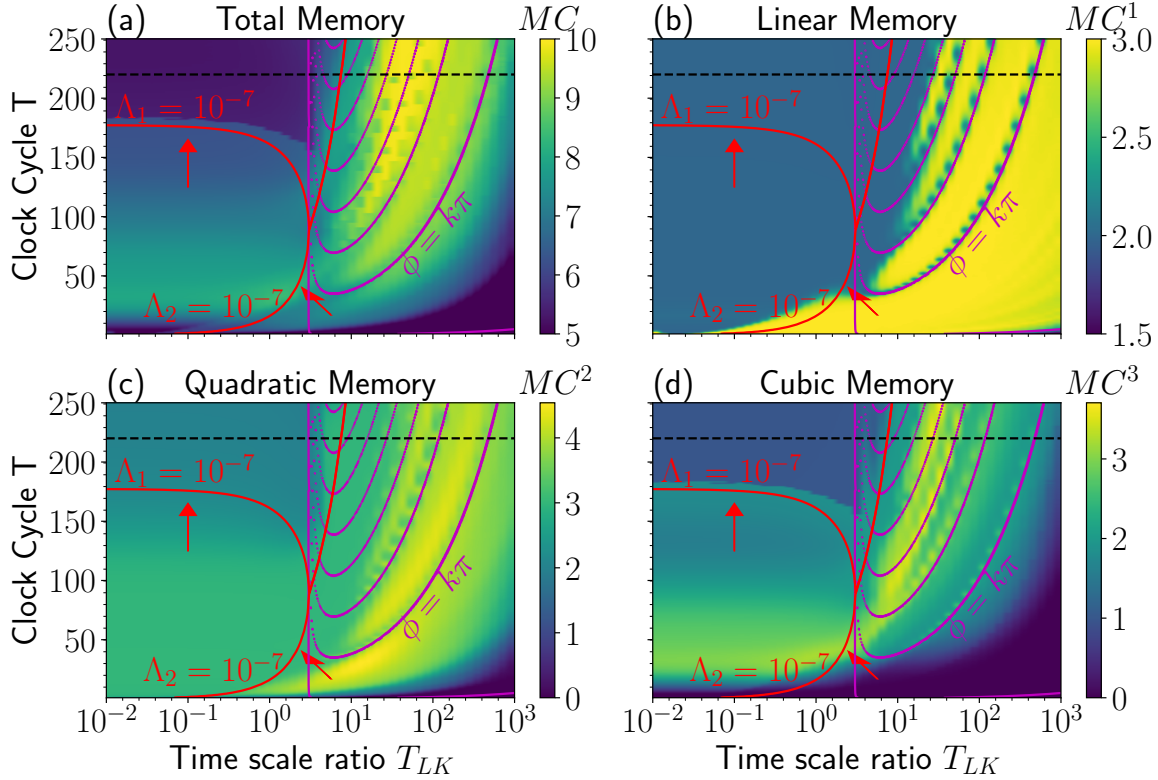 (a) Total Memory MC
(b) Linear Memory MC¹
Clock Cycle T
250
200
150
100
50
Λ₁ = 10⁻⁷
Λ₂ = 10⁻⁷
ϕ = kπ
10
9
8
7
6
5
Λ₁ = 10⁻⁷
Λ₂ = 10⁻⁷
ϕ = kπ
3.0
2.5
2.0
1.5
(c) Quadratic Memory MC²
(d) Cubic Memory MC³
Clock Cycle T
250
200
150
100
50
Λ₁ = 10⁻⁷
Λ₂ = 10⁻⁷
ϕ = kπ
4
3
2
1
0
Λ₁ = 10⁻⁷
Λ₂ = 10⁻⁷
ϕ = kπ
3
2
1
0
10⁻² 10⁻¹ 10⁰ 10¹ 10² 10³
Time scale ratio T_LK
10⁻² 10⁻¹ 10⁰ 10¹ 10² 10³
Time scale ratio T_LK